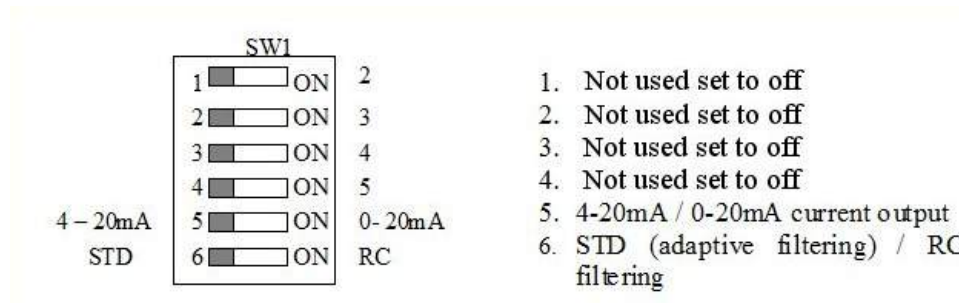 SW1
1 ON 2
2 ON 3
3 ON 4
4 ON 5
4 – 20mA 5 ON 0- 20mA
STD 6 ON RC
1. Not used set to off
2. Not used set to off
3. Not used set to off
4. Not used set to off
5. 4-20mA / 0-20mA current output
6. STD (adaptive filtering) / RC
filtering